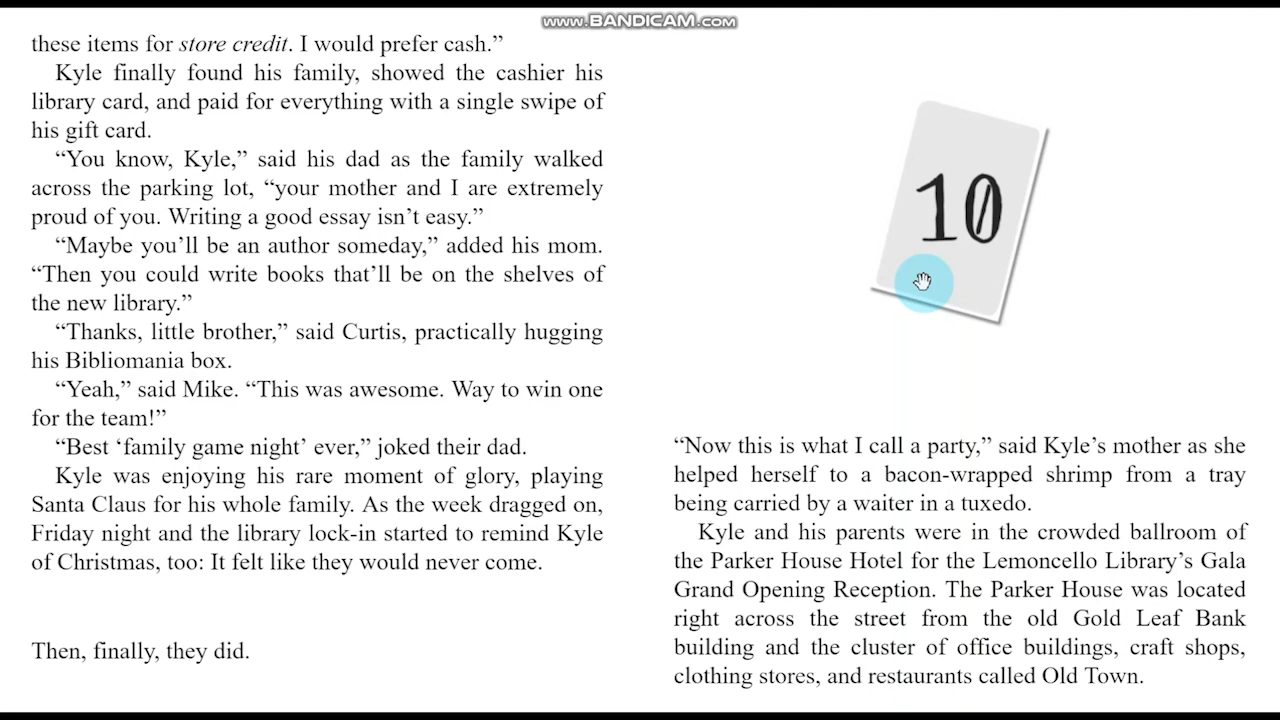 www.BANDICAM.com
these items for store credit. I would prefer cash.”
Kyle finally found his family, showed the cashier his
library card, and paid for everything with a single swipe of
his gift card.
“You know, Kyle,” said his dad as the family walked
across the parking lot, “your mother and I are extremely
proud of you. Writing a good essay isn’t easy.”
“Maybe you’ll be an author someday,” added his mom.
“Then you could write books that’ll be on the shelves of
the new library.”
“Thanks, little brother,” said Curtis, practically hugging
his Bibliomania box.
“Yeah,” said Mike. “This was awesome. Way to win one
for the team!”
“Best ‘family game night’ ever,” joked their dad.
Kyle was enjoying his rare moment of glory, playing
Santa Claus for his whole family. As the week dragged on,
Friday night and the library lock-in started to remind Kyle
of Christmas, too: It felt like they would never come.
Then, finally, they did.
10
“Now this is what I call a party,” said Kyle’s mother as she
helped herself to a bacon-wrapped shrimp from a tray
being carried by a waiter in a tuxedo.
Kyle and his parents were in the crowded ballroom of
the Parker House Hotel for the Lemoncello Library’s Gala
Grand Opening Reception. The Parker House was located
right across the street from the old Gold Leaf Bank
building and the cluster of office buildings, craft shops,
clothing stores, and restaurants called Old Town.